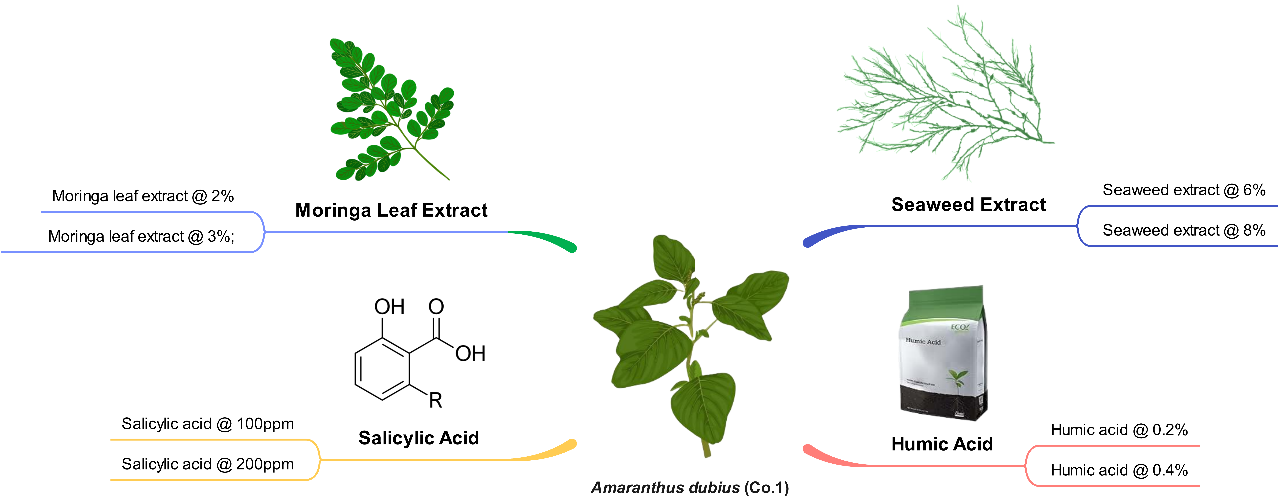 Moringa leaf extract @ 2%
Moringa leaf extract @ 3%;
Moringa Leaf Extract
Seaweed Extract
Seaweed extract @ 6%
Seaweed extract @ 8%
OH
O
OH
R
Salicylic acid @ 100ppm
Salicylic acid @ 200ppm
Salicylic Acid
Humic Acid
Humic Acid
Humic acid @ 0.2%
Humic acid @ 0.4%
Amaranthus dubius (Co.1)